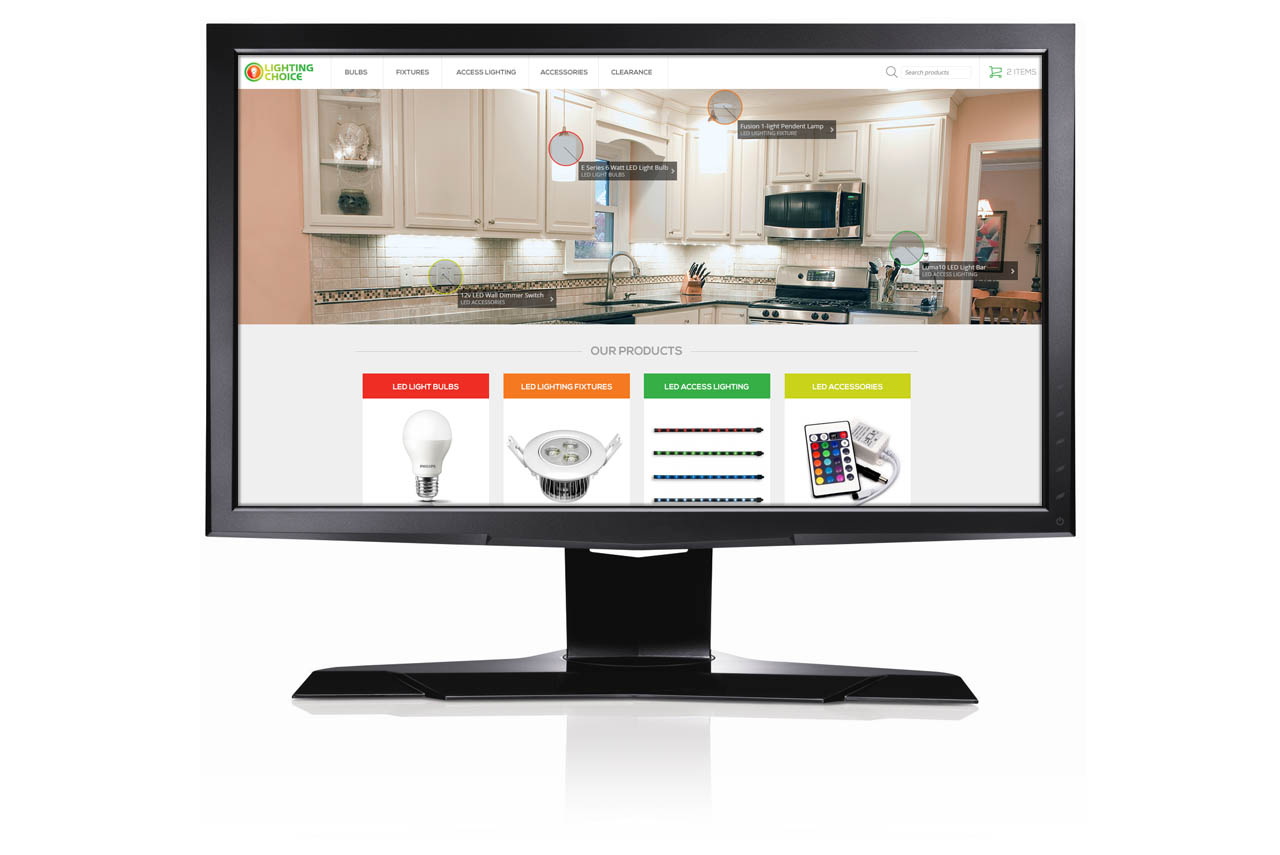 LIGHTING
CHOICE
BULBS
FIXTURES
ACCESS LIGHTING
ACCESSORIES
CLEARANCE
Search products
2 ITEMS
Fusion 1-light Pendent Lamp
LED LIGHTING FIXTURE
E Series 6 Watt LED Light Bulb
LED LIGHT BULBS
Luma10 LED Light Bar
LED ACCESS LIGHTING
12v LED Wall Dimmer Switch
LED ACCESSORIES
OUR PRODUCTS
LED LIGHT BULBS
LED LIGHTING FIXTURES
LED ACCESS LIGHTING
LED ACCESSORIES
PHILIPS